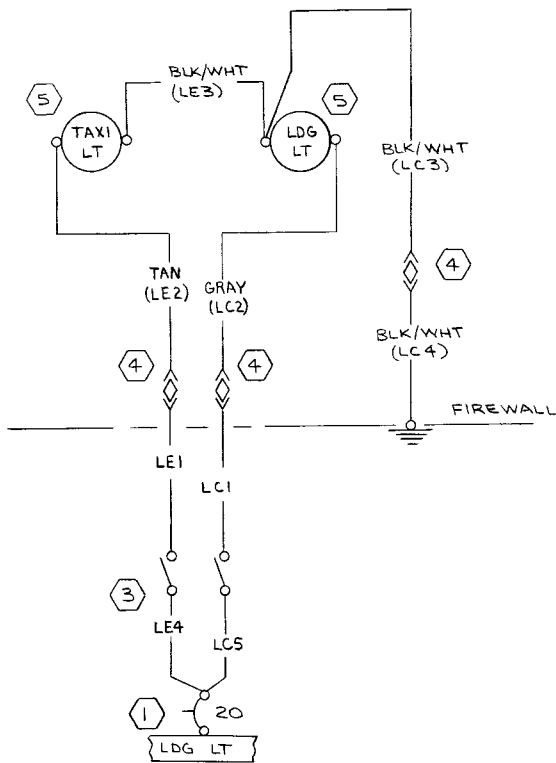 BLK/WHT
(LE3)
5
5
TAXI
LT
LDG
LT
BLK/WHT
(LC3)
4
TAN
(LE2)
GRAY
(LC2)
BLK/WHT
(LC4)
4
4
FIREWALL
LE1
LC1
3
LE4
LC5
1
20
LDG LT